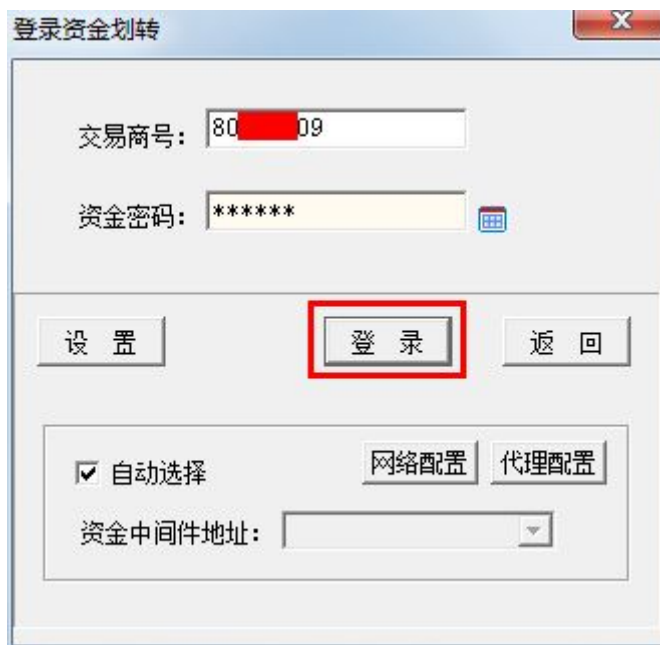 登录资金划转
交易商号: 80 09
资金密码: ******
设 置 登 录 返 回
自动选择 网络配置 代理配置
资金中间件地址: